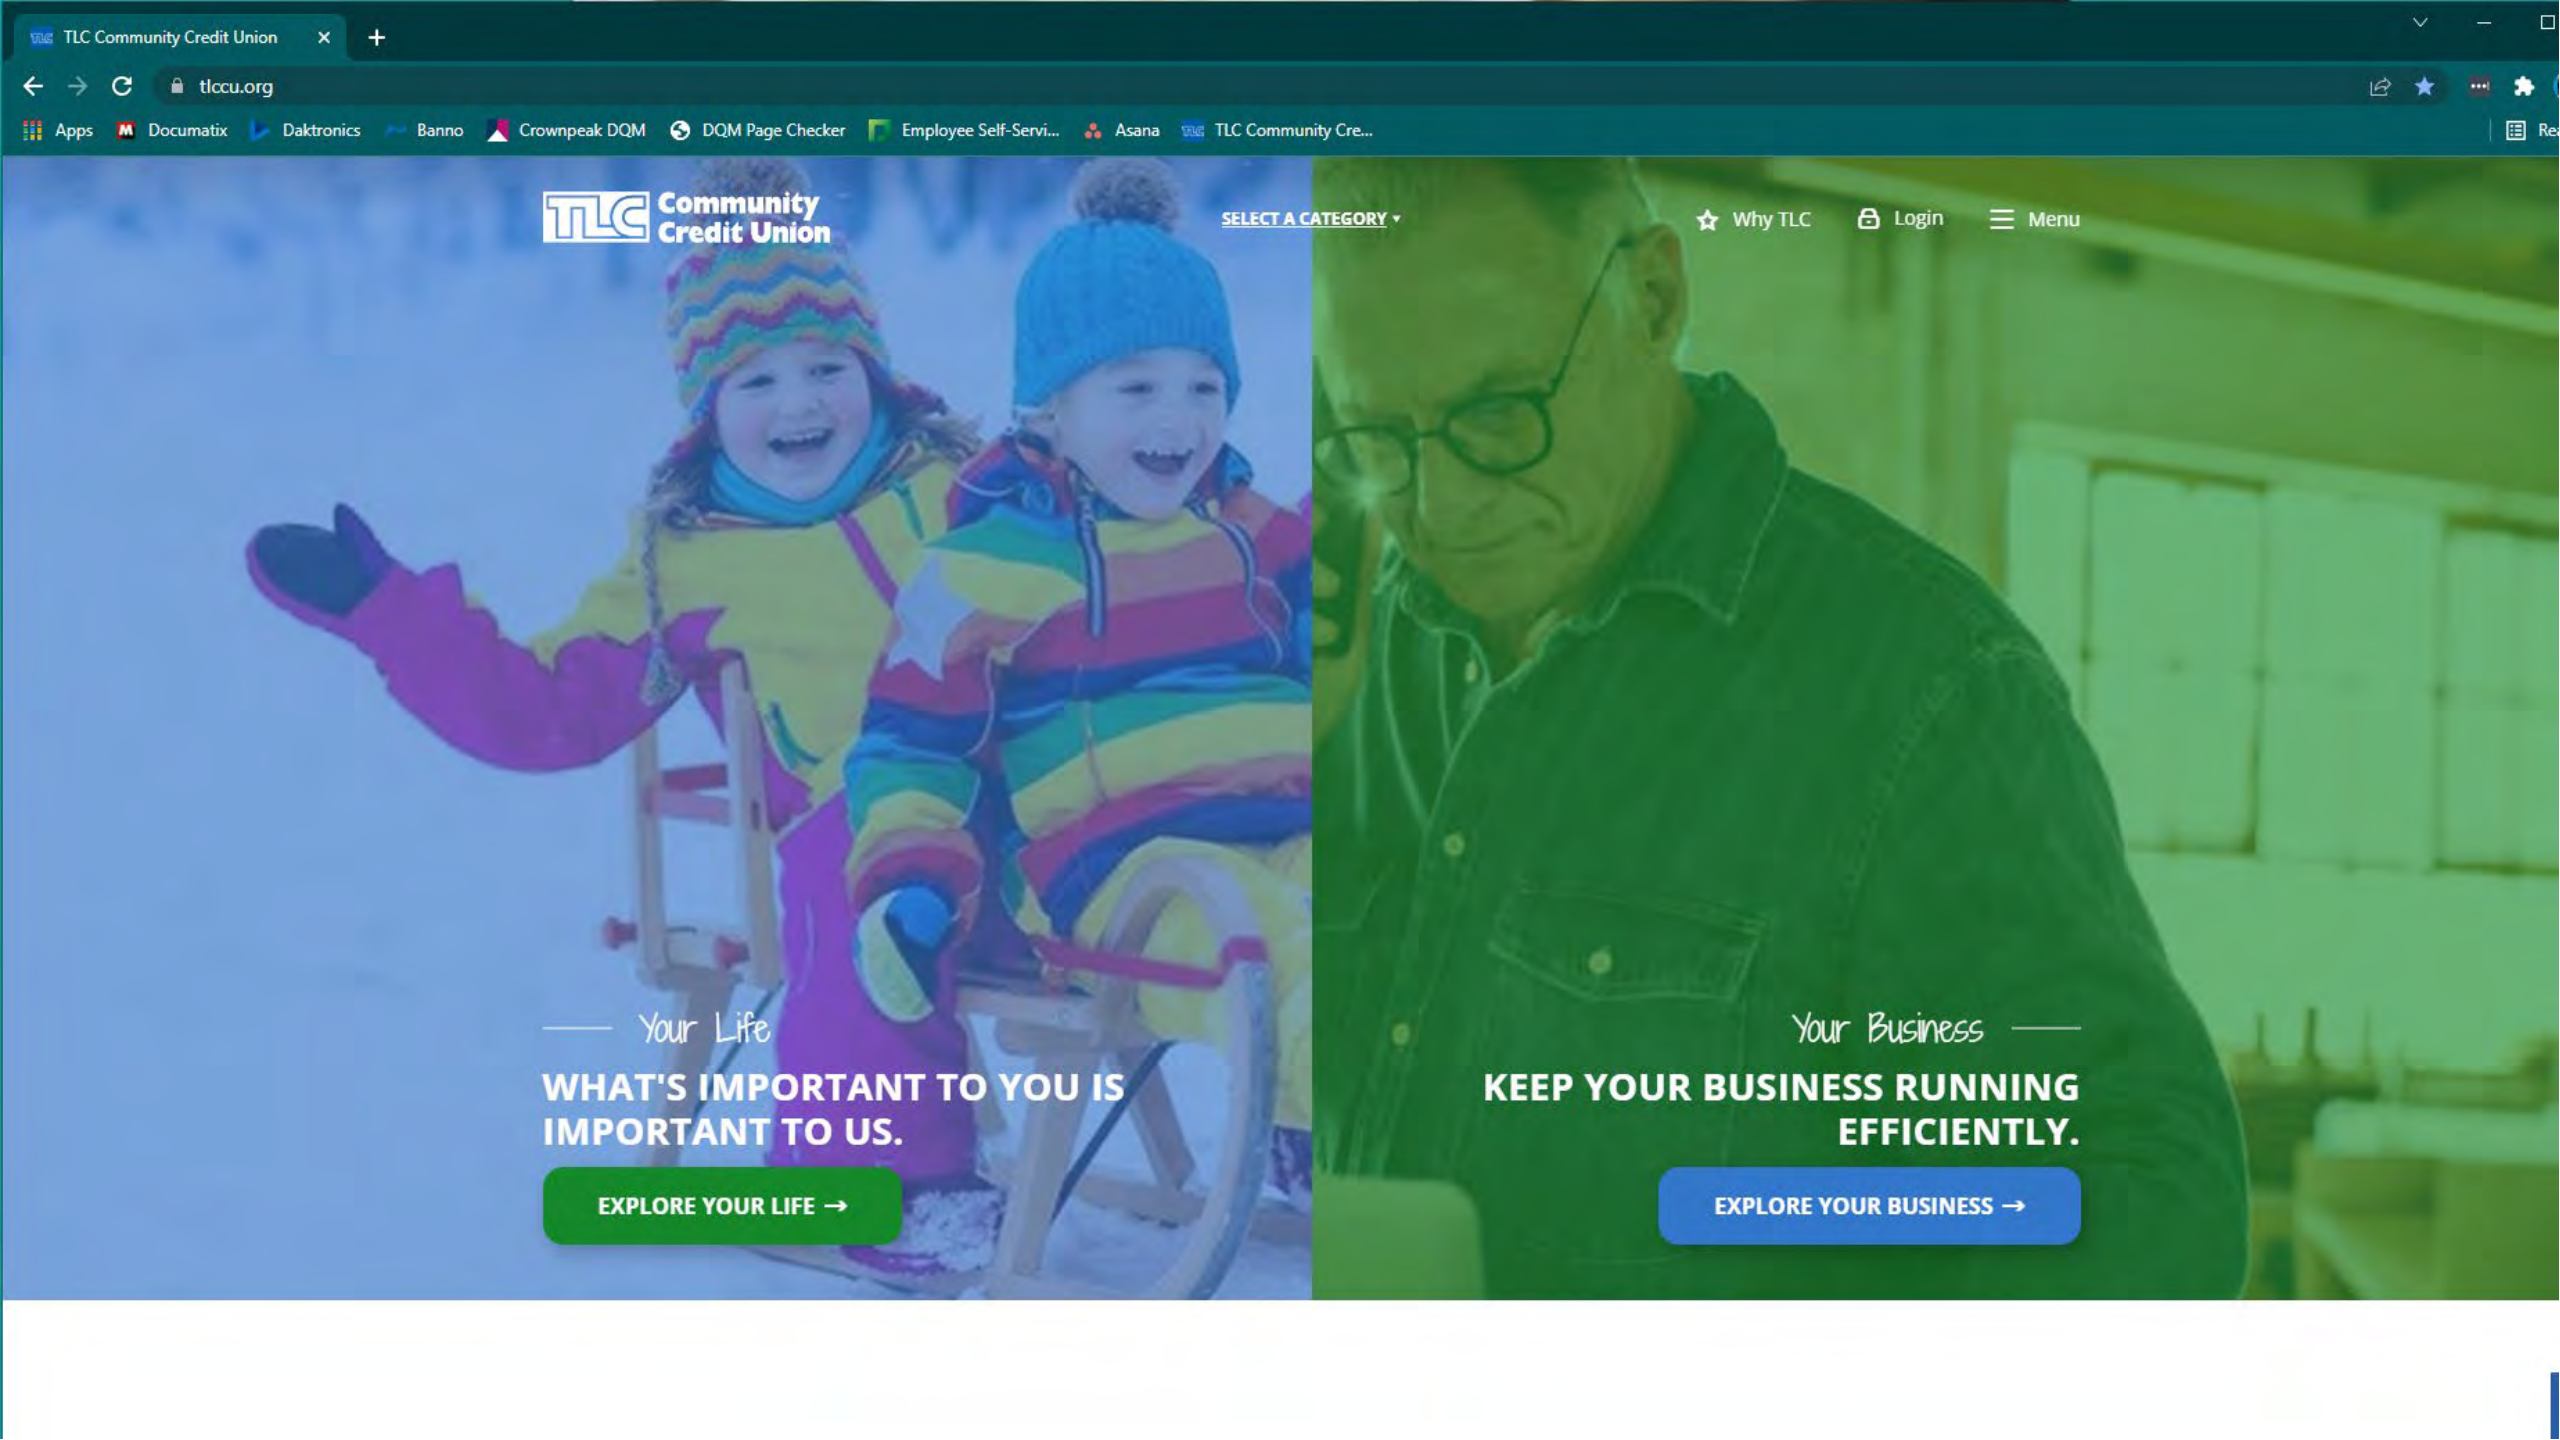 TLC Community Credit Union
tlccu.org
Apps Documatix Daktronics Banno Crownpeak DQM DQM Page Checker Employee Self-Servi... Asana TLC Community Cre...
TLC Community
Credit Union
SELECT A CATEGORY
Why TLC Login Menu
Your Life
WHAT'S IMPORTANT TO YOU IS
IMPORTANT TO US.
EXPLORE YOUR LIFE →
Your Business
KEEP YOUR BUSINESS RUNNING
EFFICIENTLY.
EXPLORE YOUR BUSINESS →